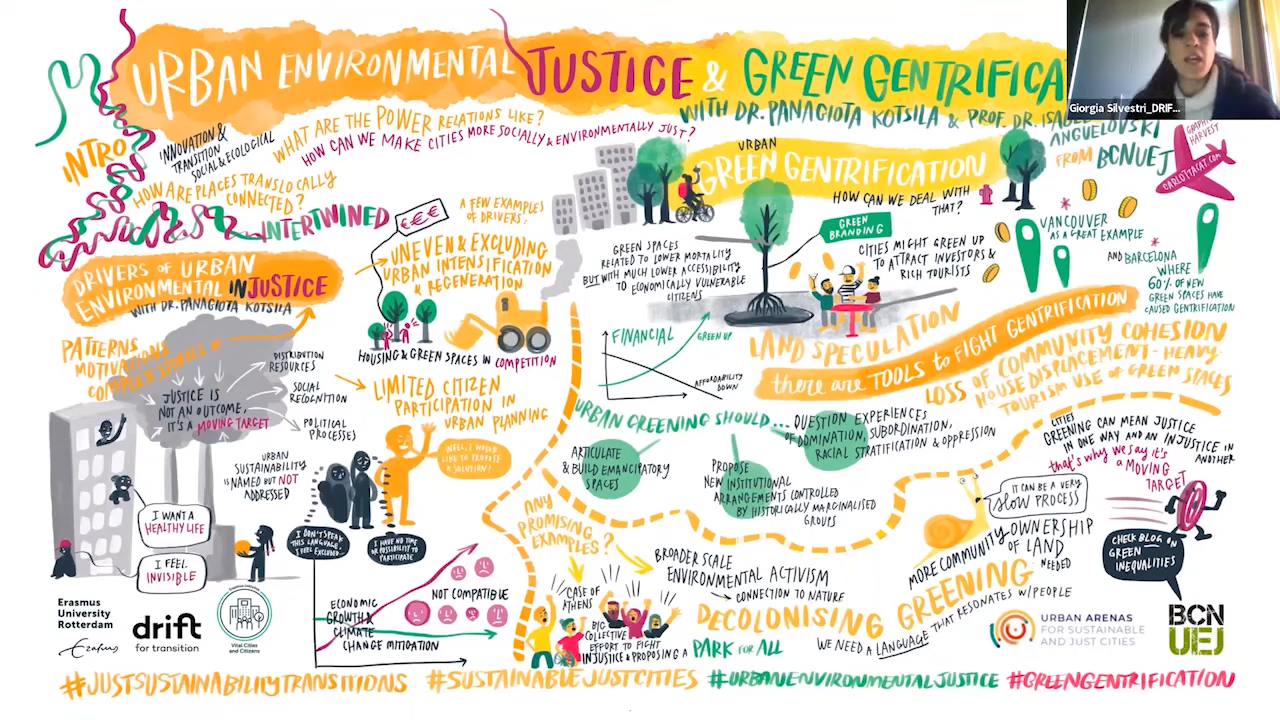 URBAN ENVIRONMENTAL JUSTICE & GREEN GENTRIFICA
WITH DR. PANAGIOTA KOTSILA & PROF. DR. ISABE
ANGUELOVSKI
FROM BCNUEJ
Giorgia Silvestri_DRIF...
GRAPHIC
HARVEST
CARLOTTACAT.COM
INTRO
INNOVATION &
TRANSITION
SOCIAL & ECOLOGICAL
WHAT ARE THE POWER RELATIONS LIKE?
HOW CAN WE MAKE CITIES MORE SOCIALLY & ENVIRONMENTALLY JUST?
HOW ARE PLACES TRANSLOCALLY
CONNECTED?
INTERTWINED
DRIVERS OF URBAN
ENVIRONMENTAL INJUSTICE
WITH DR. PANAGIOTA KOTSILA
PATTERNS
MOTIVATIONS
COMPLEX STORIES
JUSTICE IS
NOT AN OUTCOME,
IT'S A MOVING TARGET
DISTRIBUTION
RESOURCES
SOCIAL
RECOGNITION
POLITICAL
PROCESSES
URBAN
SUSTAINABILITY
IS NAMED BUT NOT
ADDRESSED
I WANT A
HEALTHY LIFE
I FEEL
INVISIBLE
€€€
A FEW EXAMPLES
OF DRIVERS:
UNEVEN & EXCLUDING
URBAN INTENSIFICATION
& REGENERATION
HOUSING & GREEN SPACES IN COMPETITION
LIMITED CITIZEN
PARTICIPATION IN
URBAN PLANNING
WELL, I WOULD
LIKE TO PROPOSE
A SOLUTION!
I DON'T SPEAK
THIS LANGUAGE,
I FEEL EXCLUDED
I HAVE NO TIME
OR POSSIBILITY TO
PARTICIPATE
NOT COMPATIBLE
ECONOMIC
GROWTH &
CLIMATE
CHANGE MITIGATION
URBAN
GREEN GENTRIFICATION
HOW CAN WE DEAL WITH
THAT?
GREEN SPACES
RELATED TO LOWER MORTALITY
BUT WITH MUCH LOWER ACCESSIBILITY
TO ECONOMICALLY VULNERABLE
CITIZENS
GREEN
BRANDING
CITIES MIGHT GREEN UP
TO ATTRACT INVESTORS &
RICH TOURISTS
VANCOUVER
AS A GREAT EXAMPLE
AND BARCELONA
WHERE
60% OF NEW
GREEN SPACES HAVE
CAUSED GENTRIFICATION
FINANCIAL
GREEN UP
AFFORDABILITY
DOWN
LAND SPECULATION
there are TOOLS to FIGHT GENTRIFICATION
LOSS OF COMMUNITY COHESION
HOUSE DISPLACEMENT - HEAVY
TOURISM USE OF GREEN SPACES
URBAN GREENING SHOULD...
ARTICULATE
& BUILD EMANCIPATORY
SPACES
PROPOSE
NEW INSTITUTIONAL
ARRANGEMENTS CONTROLLED
BY HISTORICALLY MARGINALISED
GROUPS
QUESTION EXPERIENCES
OF DOMINATION, SUBORDINATION,
RACIAL STRATIFICATION & OPPRESSION
CITIES
GREENING CAN MEAN JUSTICE
IN ONE WAY AND AN INJUSTICE IN
ANOTHER
that's why we say it's
A MOVING
TARGET
IT CAN BE A VERY
SLOW PROCESS
MORE COMMUNITY OWNERSHIP
OF LAND
NEEDED
CHECK BLOG ON
GREEN
INEQUALITIES
ANY
PROMISING
EXAMPLES?
BROADER SCALE
ENVIRONMENTAL ACTIVISM
CONNECTION TO NATURE
CASE OF
ATHENS
BIG
COLLECTIVE
EFFORT TO FIGHT
INJUSTICE & PROPOSING A PARK FOR ALL
DECOLONISING GREENING
WE NEED A LANGUAGE THAT RESONATES W/PEOPLE
Erasmus
University
Rotterdam
Erasmus
drift
for transition
Vital Cities
and Citizens
URBAN ARENAS
FOR SUSTAINABLE
AND JUST CITIES
BCN
UEJ
#JUSTSUSTAINABILITYTRANSITIONS #SUSTAINABLEJUSTCITIES #URBANENVIRONMENTALJUSTICE #GREENGENTRIFICATION